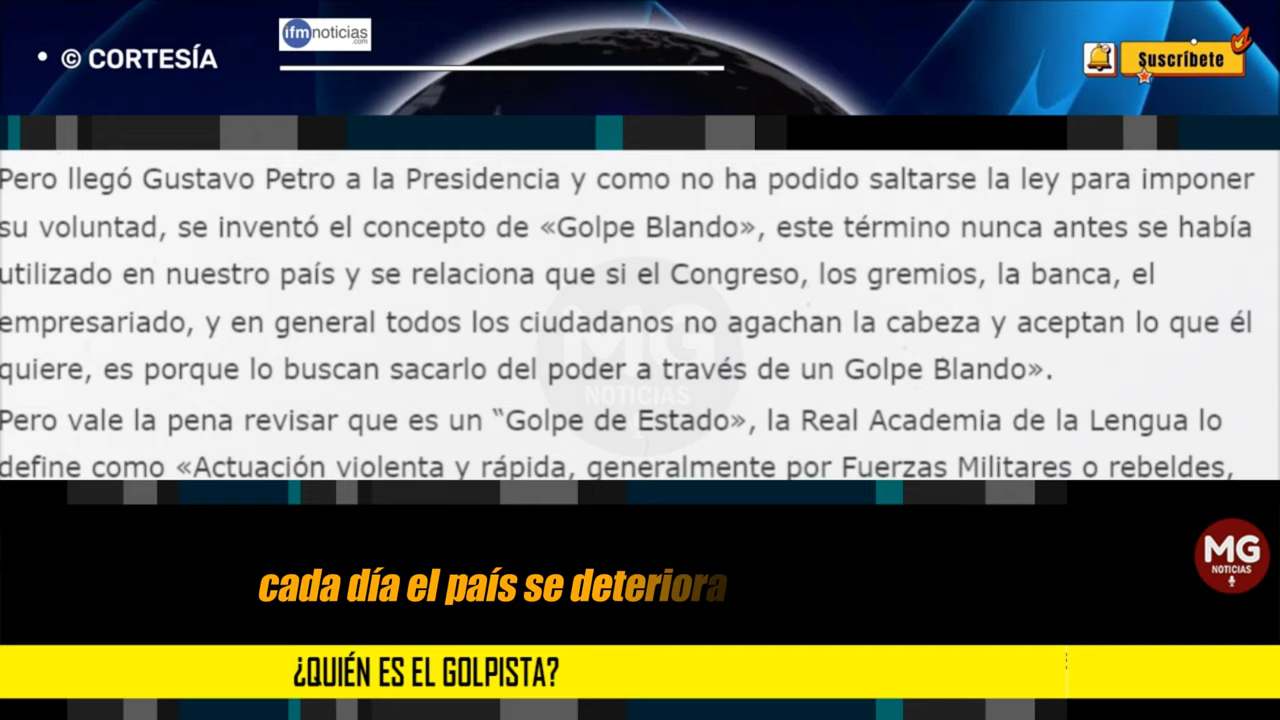 • © CORTESÍA
ifmnoticias
.com
Suscríbete
Pero llegó Gustavo Petro a la Presidencia y como no ha podido saltarse la ley para imponer
su voluntad, se inventó el concepto de «Golpe Blando», este término nunca antes se había
utilizado en nuestro país y se relaciona que si el Congreso, los gremios, la banca, el
empresariado, y en general todos los ciudadanos no agachan la cabeza y aceptan lo que él
quiere, es porque lo buscan sacarlo del poder a través de un Golpe Blando».
Pero vale la pena revisar que es un “Golpe de Estado», la Real Academia de la Lengua lo
define como «Actuación violenta y rápida, generalmente por Fuerzas Militares o rebeldes,
MG
NOTICIAS
cada día el país se deteriora
MG
NOTICIAS
¿QUIÉN ES EL GOLPISTA?